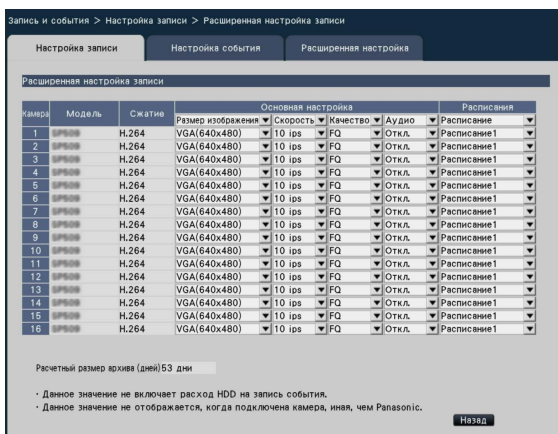 Запись и события > Настройка записи > Расширенная настройка записи
Настройка записи Настройка события Расширенная настройка
Расширенная настройка записи
Камера Модель Сжатие Основная настройка Расписания
Размер изображения Скорость Качество Аудио Расписание
1 H.264 VGA(640x480) 10 ips FQ Откл. Расписание1
2 H.264 VGA(640x480) 10 ips FQ Откл. Расписание1
3 H.264 VGA(640x480) 10 ips FQ Откл. Расписание1
4 H.264 VGA(640x480) 10 ips FQ Откл. Расписание1
5 H.264 VGA(640x480) 10 ips FQ Откл. Расписание1
6 H.264 VGA(640x480) 10 ips FQ Откл. Расписание1
7 H.264 VGA(640x480) 10 ips FQ Откл. Расписание1
8 H.264 VGA(640x480) 10 ips FQ Откл. Расписание1
9 H.264 VGA(640x480) 10 ips FQ Откл. Расписание1
10 H.264 VGA(640x480) 10 ips FQ Откл. Расписание1
11 H.264 VGA(640x480) 10 ips FQ Откл. Расписание1
12 H.264 VGA(640x480) 10 ips FQ Откл. Расписание1
13 H.264 VGA(640x480) 10 ips FQ Откл. Расписание1
14 H.264 VGA(640x480) 10 ips FQ Откл. Расписание1
15 H.264 VGA(640x480) 10 ips FQ Откл. Расписание1
16 H.264 VGA(640x480) 10 ips FQ Откл. Расписание1
Расчетный размер архива (дней) 53 дни
· Данное значение не включает расход HDD на запись события.
· Данное значение не отображается, когда подключена камера, иная, чем Panasonic.
Назад